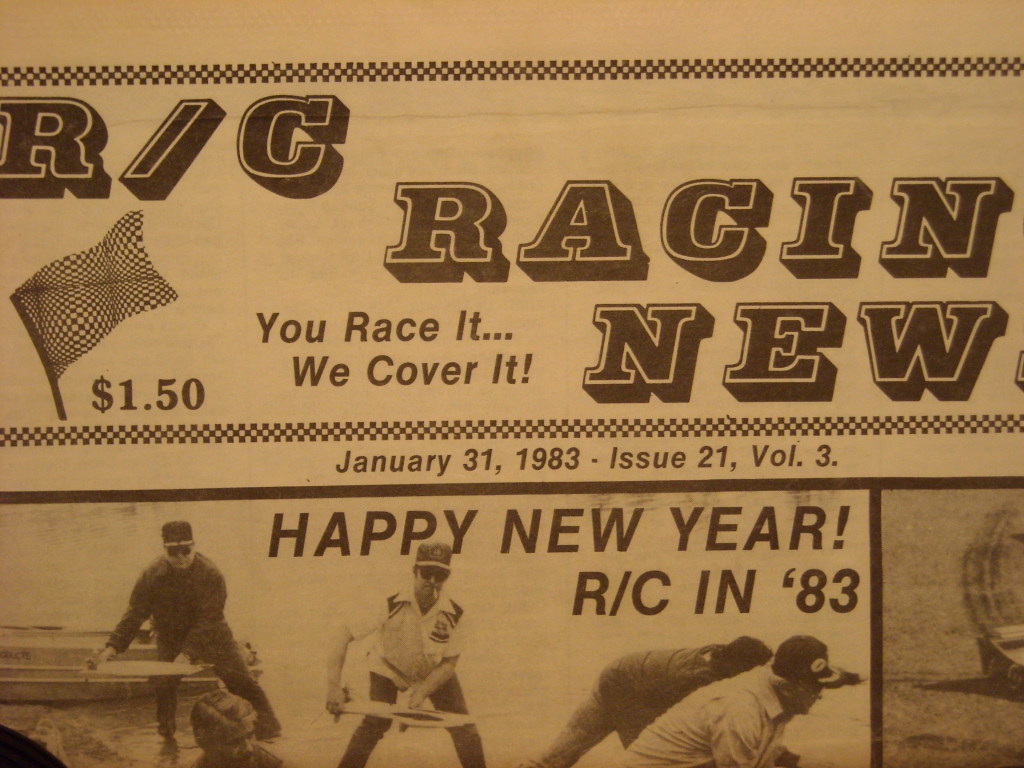 R/C
RACIN
NEWS
You Race It...
We Cover It!
$1.50
January 31, 1983 - Issue 21, Vol. 3.
HAPPY NEW YEAR!
R/C IN ‘83